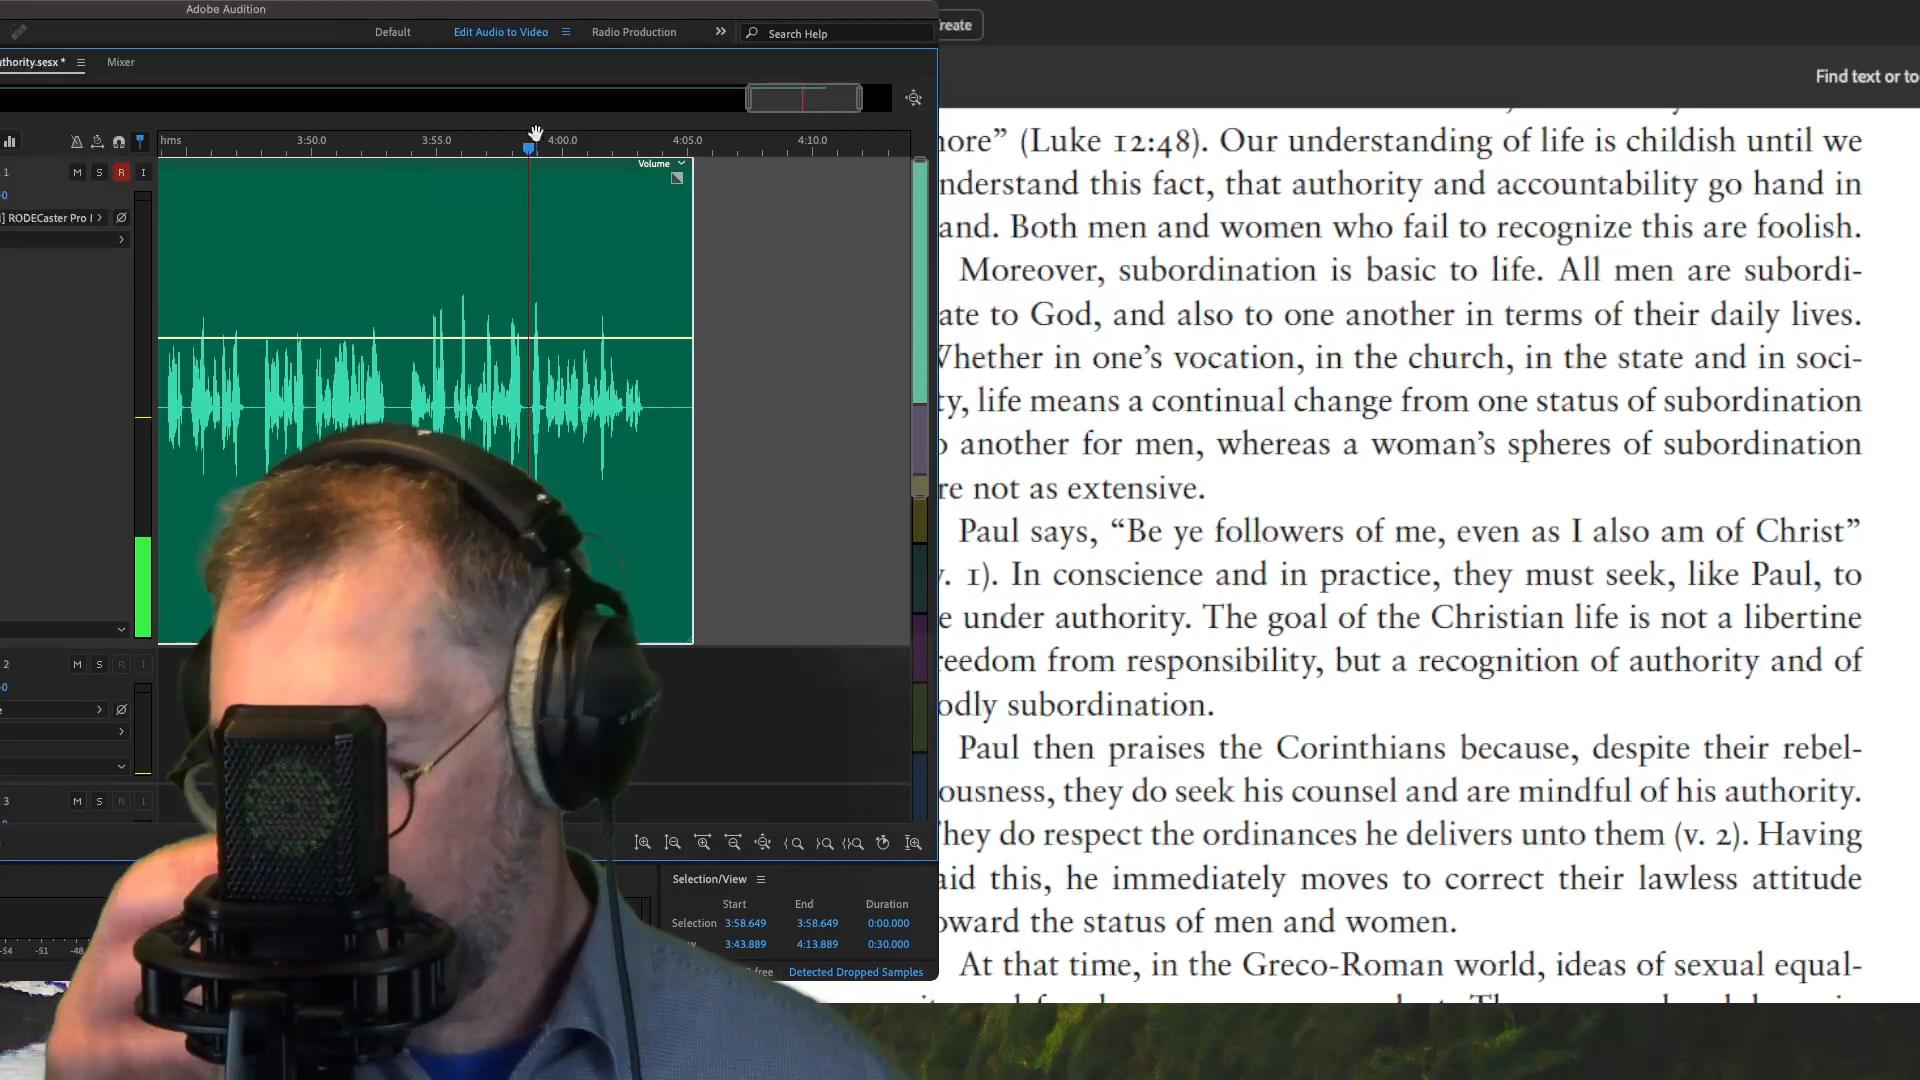 Adobe Audition
Default
Edit Audio to Video
Radio Production
Search Help
reate
Find text or to
thority.sesx *
Mixer
hms
3:50.0
3:55.0
4:00.0
4:05.0
4:10.0
Volume
1
M S R I
-0
] RODECaster Pro I
2
M S R I
-0
3
M S R I
Selection/View
Start
End
Duration
Selection
3:58.649
3:58.649
0:00.000
3:43.889
4:13.889
0:30.000
-54
-51
-48
free
Detected Dropped Samples
ore” (Luke 12:48). Our understanding of life is childish until we
nderstand this fact, that authority and accountability go hand in
and. Both men and women who fail to recognize this are foolish.
Moreover, subordination is basic to life. All men are subordi-
ate to God, and also to one another in terms of their daily lives.
Whether in one’s vocation, in the church, in the state and in soci-
ty, life means a continual change from one status of subordination
o another for men, whereas a woman’s spheres of subordination
re not as extensive.
Paul says, “Be ye followers of me, even as I also am of Christ”
v. 1). In conscience and in practice, they must seek, like Paul, to
e under authority. The goal of the Christian life is not a libertine
reedom from responsibility, but a recognition of authority and of
odly subordination.
Paul then praises the Corinthians because, despite their rebel-
ousness, they do seek his counsel and are mindful of his authority.
They do respect the ordinances he delivers unto them (v. 2). Having
aid this, he immediately moves to correct their lawless attitude
oward the status of men and women.
At that time, in the Greco-Roman world, ideas of sexual equal-